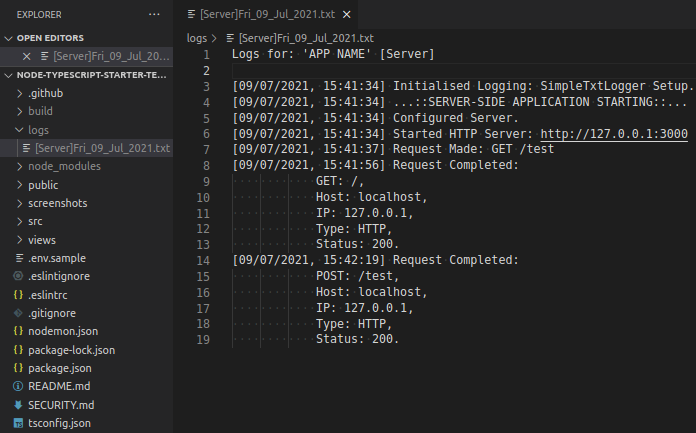 EXPLORER
···
[Server]Fri_09_Jul_2021.txt
OPEN EDITORS
[Server]Fri_09_Jul_20...
NODE-TYPESCRIPT-STARTER-TE...
.github
build
logs
[Server]Fri_09_Jul_2021.txt
node_modules
public
screenshots
src
views
.env.sample
.eslintignore
.eslintrc
.gitignore
nodemon.json
package-lock.json
package.json
README.md
SECURITY.md
tsconfig.json
logs > [Server]Fri_09_Jul_2021.txt
1 Logs for: 'APP NAME' [Server]
2
3 [09/07/2021, 15:41:34] Initialised Logging: SimpleTxtLogger Setup.
4 [09/07/2021, 15:41:34] ...::SERVER-SIDE APPLICATION STARTING::...
5 [09/07/2021, 15:41:34] Configured Server.
6 [09/07/2021, 15:41:34] Started HTTP Server: http://127.0.0.1:3000
7 [09/07/2021, 15:41:37] Request Made: GET /test
8 [09/07/2021, 15:41:56] Request Completed:
9 GET: /,
10 Host: localhost,
11 IP: 127.0.0.1,
12 Type: HTTP,
13 Status: 200.
14 [09/07/2021, 15:42:19] Request Completed:
15 POST: /test,
16 Host: localhost,
17 IP: 127.0.0.1,
18 Type: HTTP,
19 Status: 200.